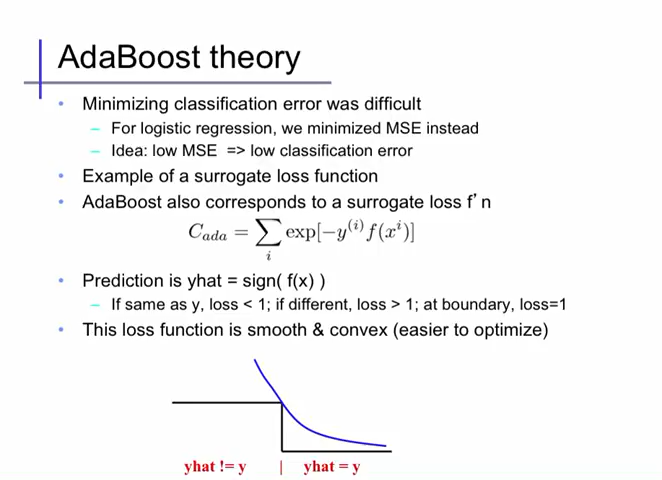 AdaBoost theory
• Minimizing classification error was difficult
– For logistic regression, we minimized MSE instead
– Idea: low MSE => low classification error
• Example of a surrogate loss function
• AdaBoost also corresponds to a surrogate loss f'n
C_{ada} = \sum_i \exp[-y^{(i)} f(x^i)]
• Prediction is yhat = sign( f(x) )
– If same as y, loss < 1; if different, loss > 1; at boundary, loss=1
• This loss function is smooth & convex (easier to optimize)
yhat != y | yhat = y